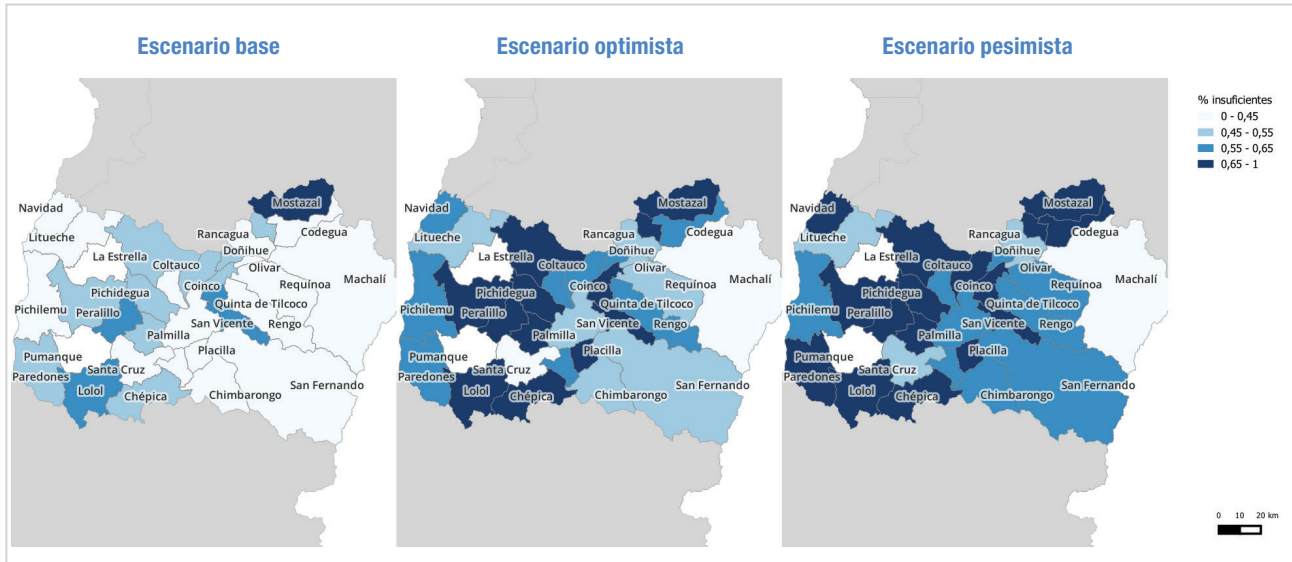 Escenario base
Escenario optimista
Escenario pesimista
% insuficientes
0 - 0,45
0,45 - 0,55
0,55 - 0,65
0,65 - 1
Mostazal
Navidad
Rancagua
Codegua
Litueche
Doñihue
La Estrella
Coltauco
Olivar
Machalí
Coinco
Requínoa
Pichidegua
Quinta de Tilcoco
Pichilemu
Peralillo
San Vicente
Rengo
Palmilla
Placilla
Pumanque
Santa Cruz
Paredones
San Fernando
Lolol
Chépica
Chimbarongo
Mostazal
Navidad
Rancagua
Codegua
Litueche
Doñihue
La Estrella
Coltauco
Olivar
Machalí
Coinco
Requínoa
Pichidegua
Quinta de Tilcoco
Pichilemu
Peralillo
San Vicente
Rengo
Palmilla
Placilla
Pumanque
Santa Cruz
Paredones
San Fernando
Lolol
Chépica
Chimbarongo
Mostazal
Navidad
Rancagua
Codegua
Litueche
Doñihue
La Estrella
Coltauco
Olivar
Machalí
Coinco
Requínoa
Pichidegua
Quinta de Tilcoco
Pichilemu
Peralillo
San Vicente
Rengo
Palmilla
Placilla
Pumanque
Santa Cruz
Paredones
San Fernando
Lolol
Chépica
Chimbarongo
0 10 20 km